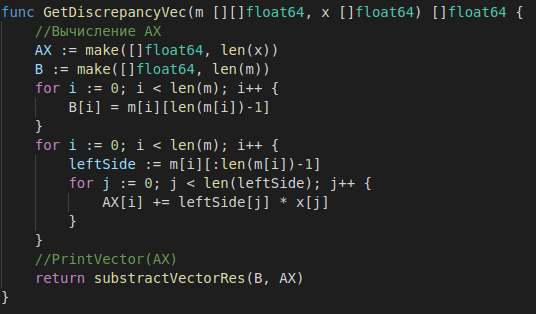 func GetDiscrepancyVec(m [][]float64, x []float64) []float64 {
    //Вычисление AX
    AX := make([]float64, len(x))
    B := make([]float64, len(m))
    for i := 0; i < len(m); i++ {
        B[i] = m[i][len(m[i])-1]
    }
    for i := 0; i < len(m); i++ {
        leftSide := m[i][:len(m[i])-1]
        for j := 0; j < len(leftSide); j++ {
            AX[i] += leftSide[j] * x[j]
        }
    }
    //PrintVector(AX)
    return substractVectorRes(B, AX)
}